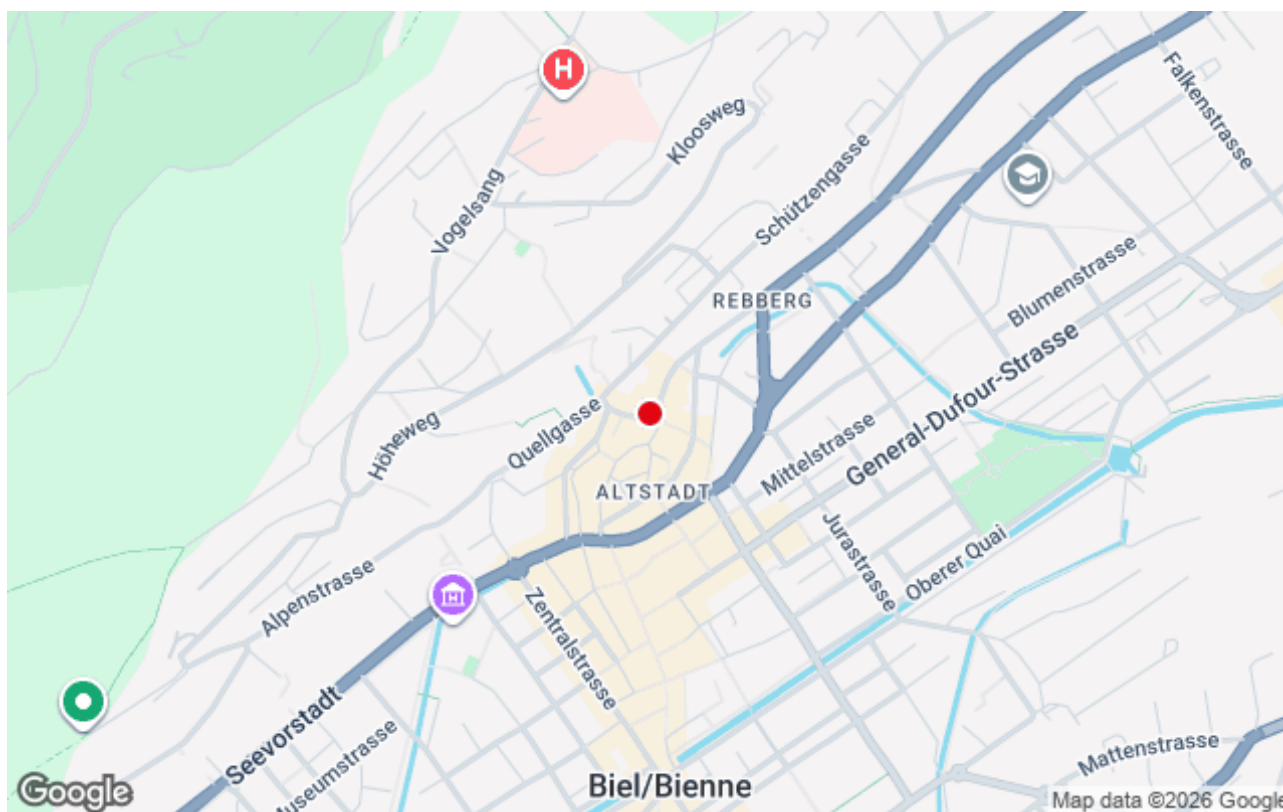 H
Klosweg
Falkenstrasse
Vogelsang
Schützengasse
REBBERG
Blumenstrasse
General-Dufour-Strasse
Höheweg
Quellgasse
Mittelstrasse
ALTSTADT
Jurastrasse
Oberer Quai
Alpenstrasse
H
Zentralstrasse
Seevorstadt
Museumstrasse
Mattenstrasse
Biel/Bienne
Google
Map data ©2026 Google